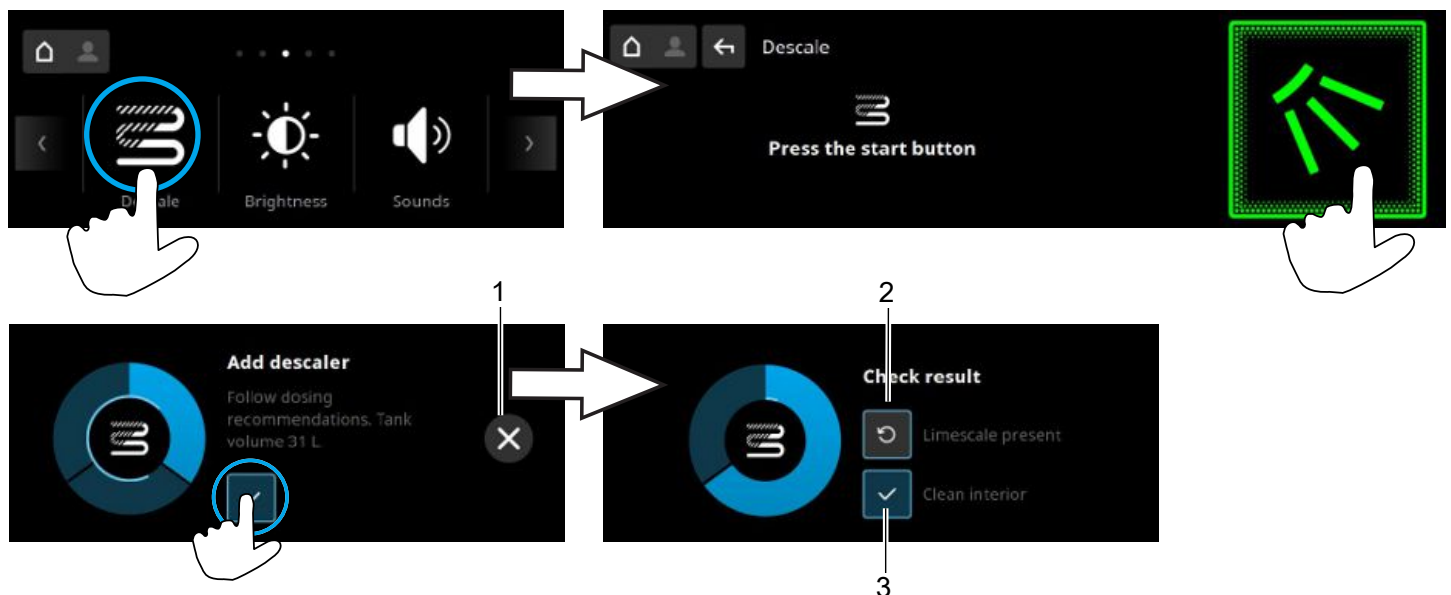 Descale
Brightness
Sounds
Descale
Press the start button
1
2
Add descaler
Follow dosing
recommendations. Tank
volume 31 L
Check result
Limescale present
Clean interior
3